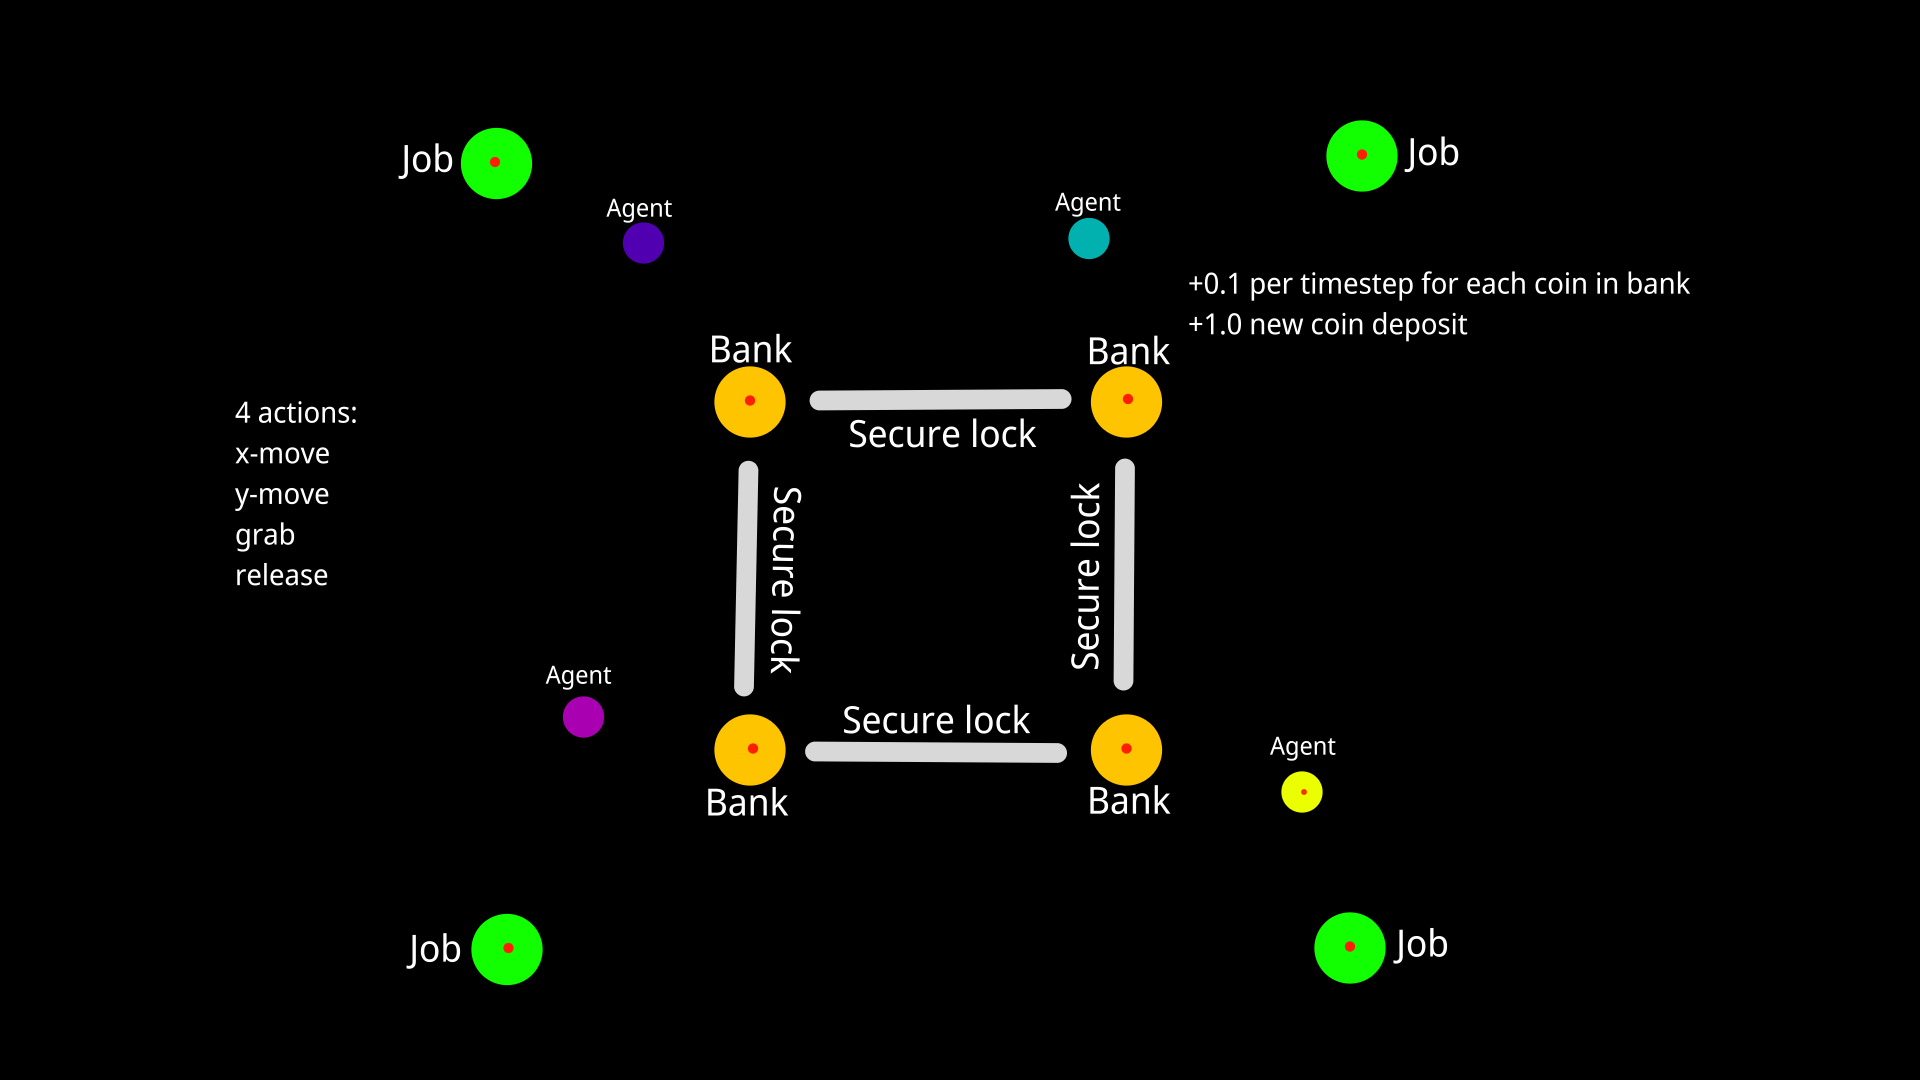 Job
Job
Agent
Agent
+0.1 per timestep for each coin in bank
+1.0 new coin deposit
Bank
Bank
4 actions:
x-move
y-move
grab
release
Secure lock
Secure lock
Secure lock
Agent
Secure lock
Agent
Bank
Bank
Job
Job